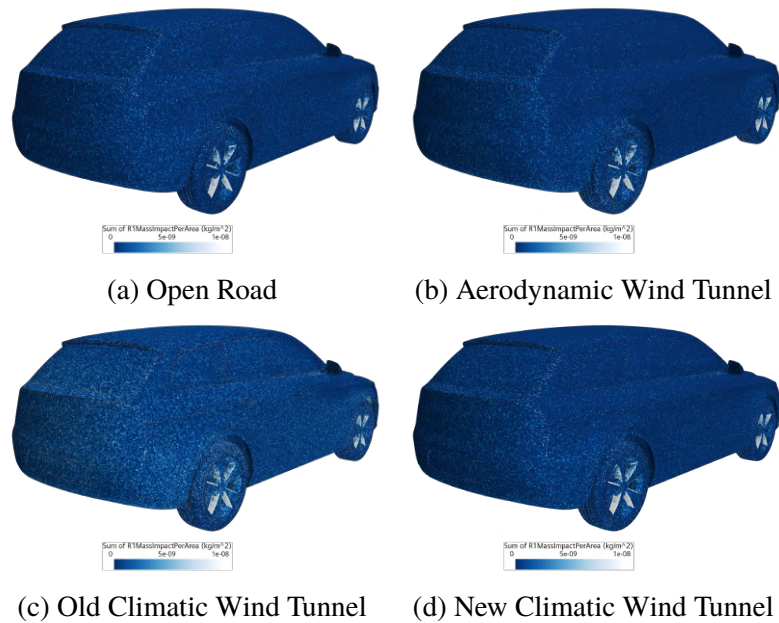 Sum of R1MassImpactPerArea (kg/m^2)
0 5e-09 1e-08
Sum of R1MassImpactPerArea (kg/m^2)
0 5e-09 1e-08
(a) Open Road
(b) Aerodynamic Wind Tunnel
Sum of R1MassImpactPerArea (kg/m^2)
0 5e-09 1e-08
Sum of R1MassImpactPerArea (kg/m^2)
0 5e-09 1e-08
(c) Old Climatic Wind Tunnel
(d) New Climatic Wind Tunnel